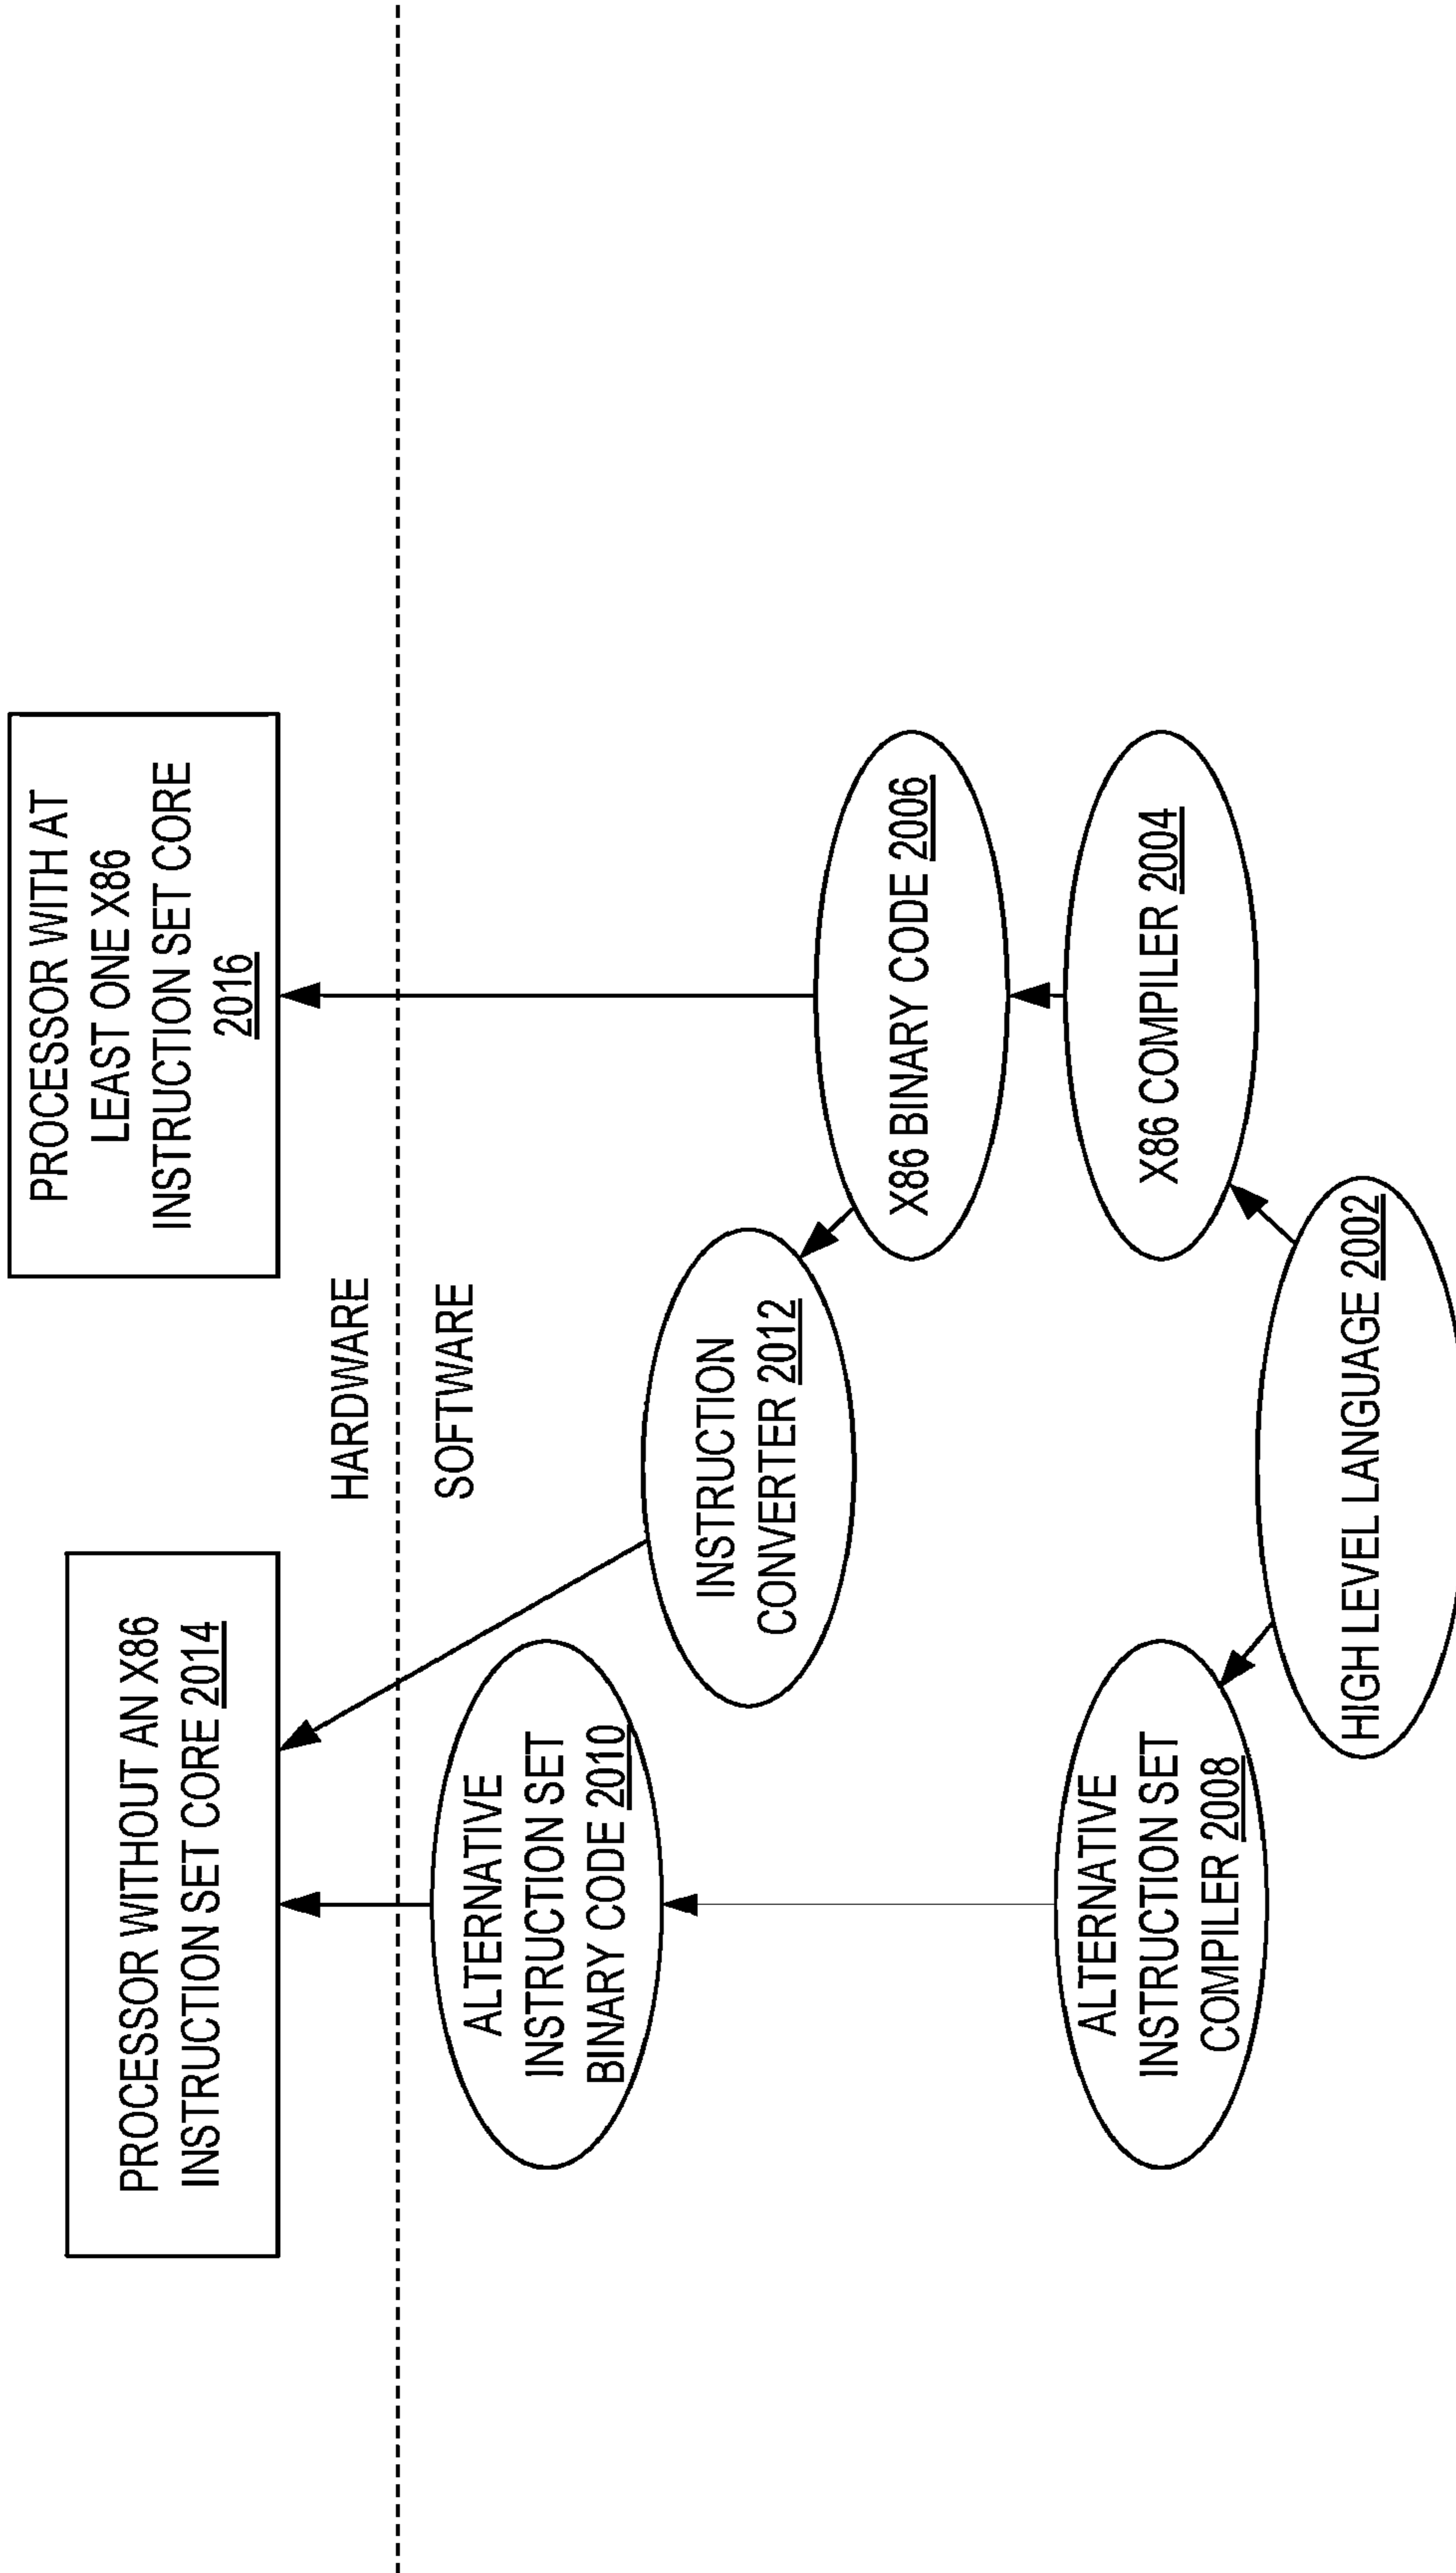 PROCESSOR WITHOUT AN X86
INSTRUCTION SET CORE 2014
PROCESSOR WITH AT
LEAST ONE X86
INSTRUCTION SET CORE
2016
HARDWARE
SOFTWARE
ALTERNATIVE
INSTRUCTION SET
BINARY CODE 2010
INSTRUCTION
CONVERTER 2012
X86 BINARY CODE 2006
ALTERNATIVE
INSTRUCTION SET
COMPILER 2008
X86 COMPILER 2004
HIGH LEVEL LANGUAGE 2002